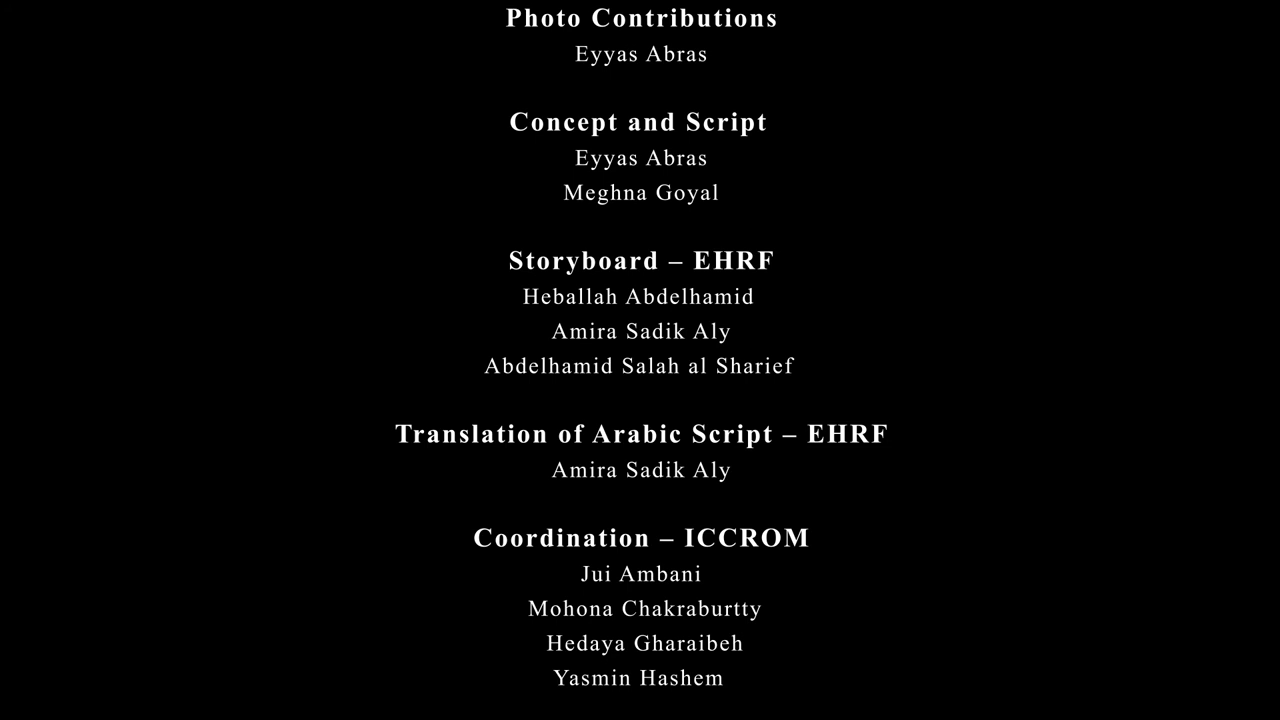 Photo Contributions
Eyyas Abras
Concept and Script
Eyyas Abras
Meghna Goyal
Storyboard – EHRF
Heballah Abdelhamid
Amira Sadik Aly
Abdelhamid Salah al Sharief
Translation of Arabic Script – EHRF
Amira Sadik Aly
Coordination – ICCROM
Jui Ambani
Mohona Chakraburtty
Hedaya Gharaibeh
Yasmin Hashem